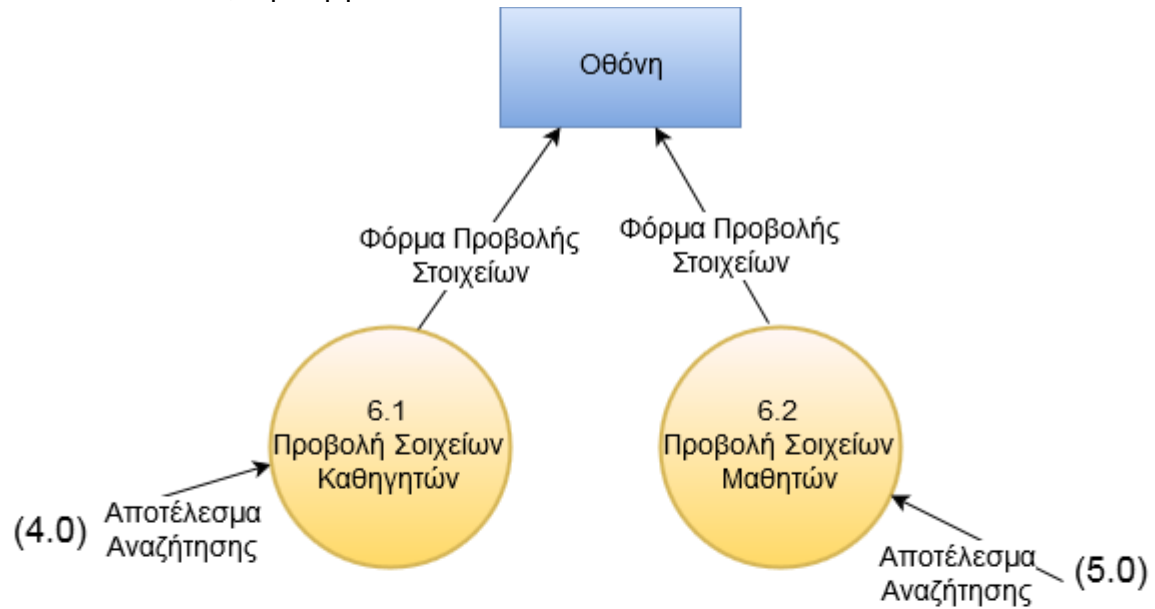 Οθόνη
Φόρμα Προβολής
Στοιχείων
Φόρμα Προβολής
Στοιχείων
6.1
Προβολή Σοιχείων
Καθηγητών
6.2
Προβολή Σοιχείων
Μαθητών
(4.0)
Αποτέλεσμα
Αναζήτησης
Αποτέλεσμα
Αναζήτησης
(5.0)